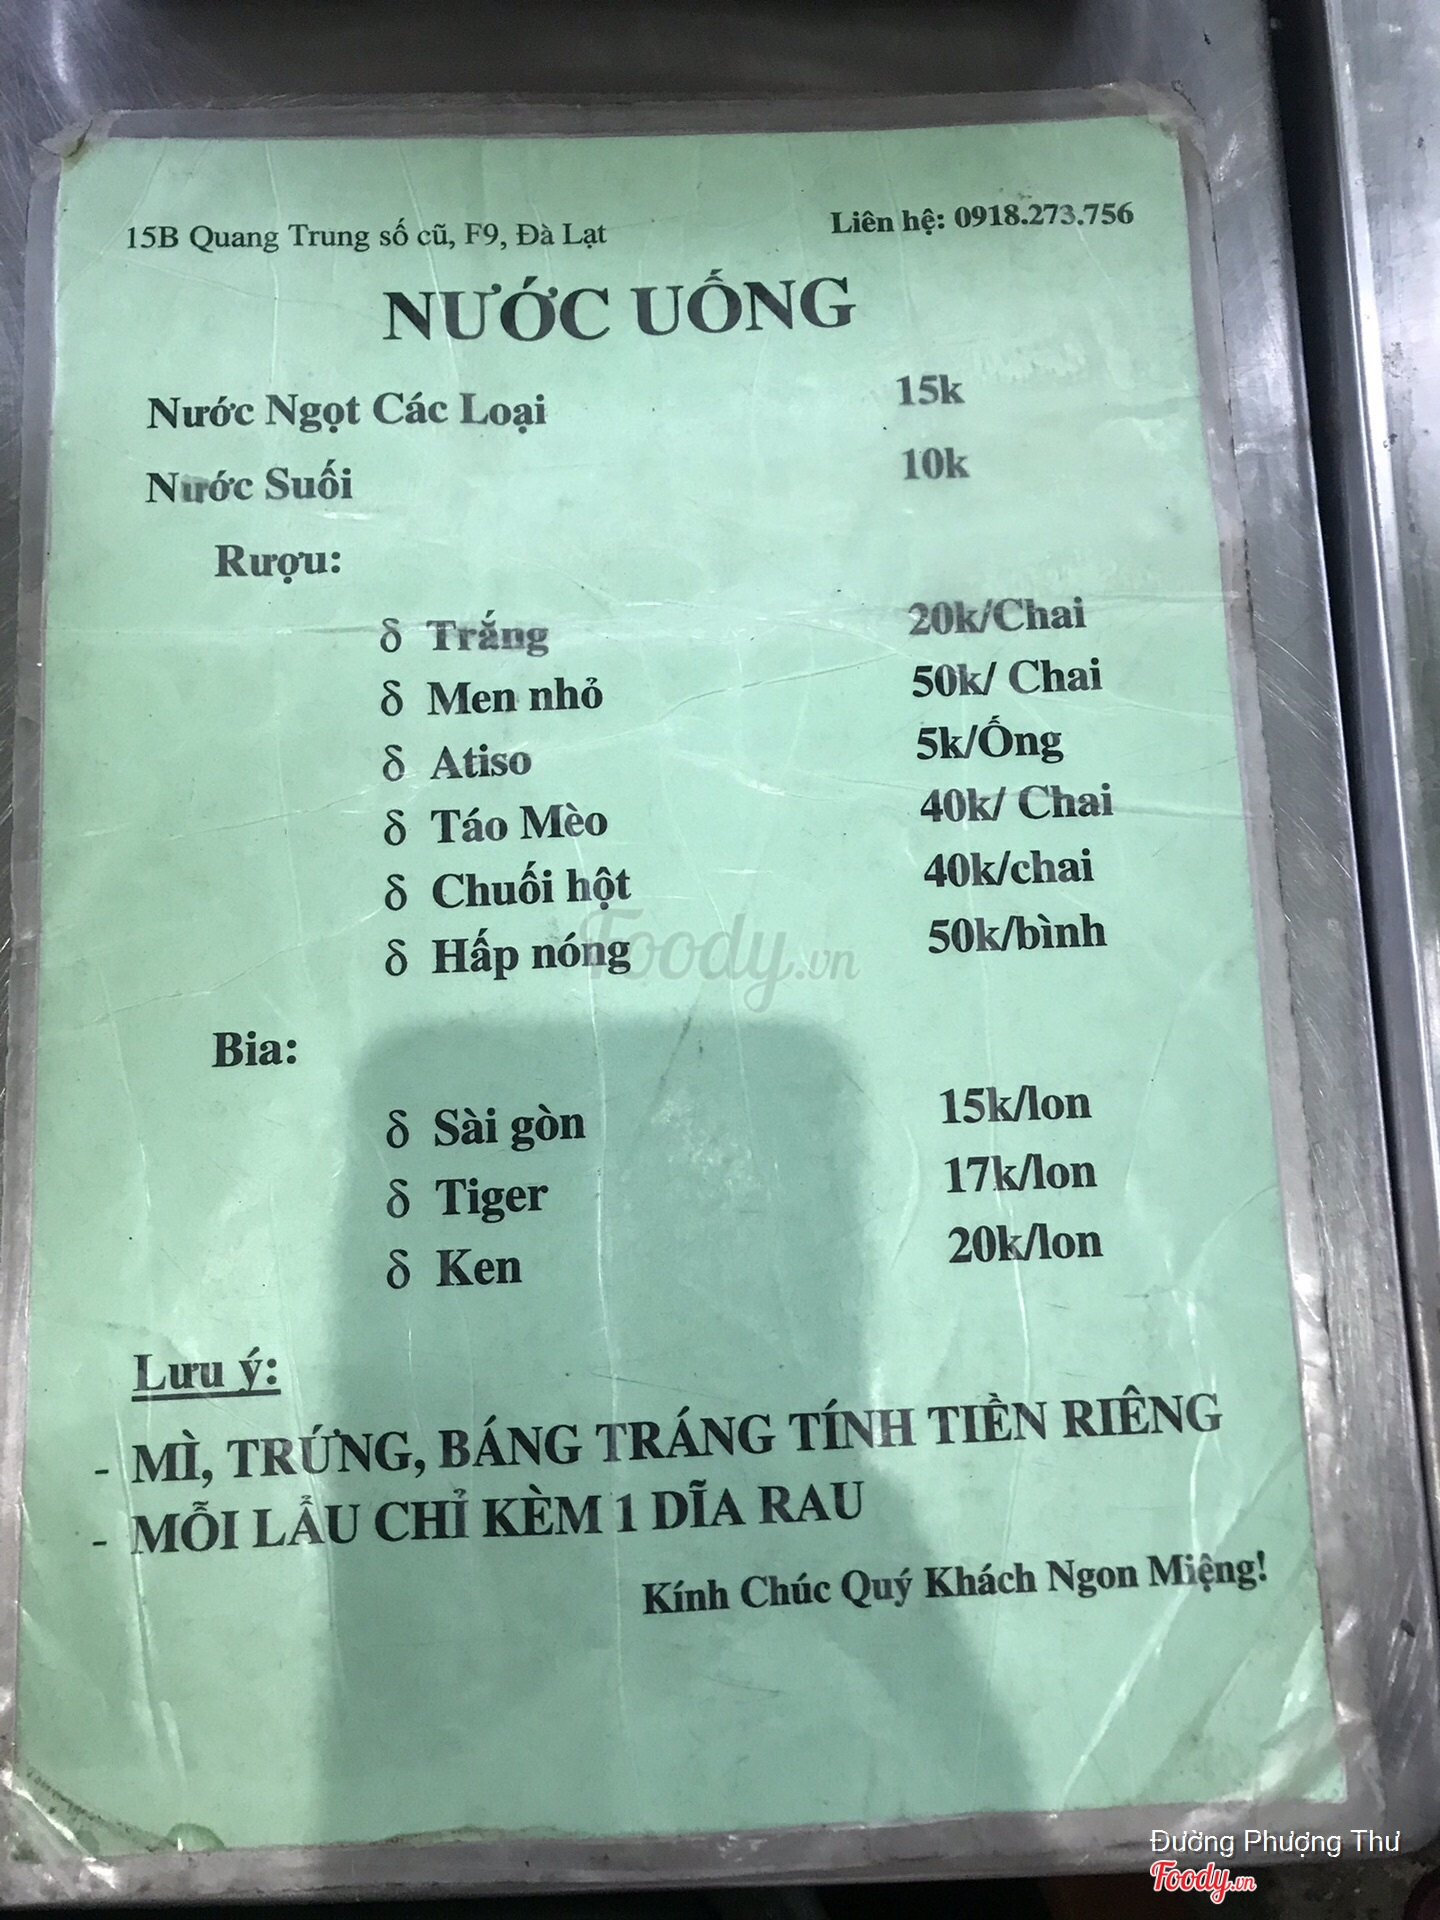 15B Quang Trung số cũ, F9, Đà Lạt Liên hệ: 0918.273.756
NƯỚC UỐNG
Nước Ngọt Các Loại 15k
Nước Suối 10k
Rượu:
δ Trắng 20k/Chai
δ Men nhỏ 50k/ Chai
δ Atiso 5k/Ống
δ Táo Mèo 40k/ Chai
δ Chuối hột 40k/chai
δ Hấp nóng 50k/bình
Foody.vn
Bia:
δ Sài gòn 15k/lon
δ Tiger 17k/lon
δ Ken 20k/lon
Lưu ý:
- MÌ, TRỨNG, BÁNG TRÁNG TÍNH TIỀN RIÊNG
- MỖI LẨU CHỈ KÈM 1 DĨA RAU
Kính Chúc Quý Khách Ngon Miệng!
Đường Phượng Thư
Foody.vn